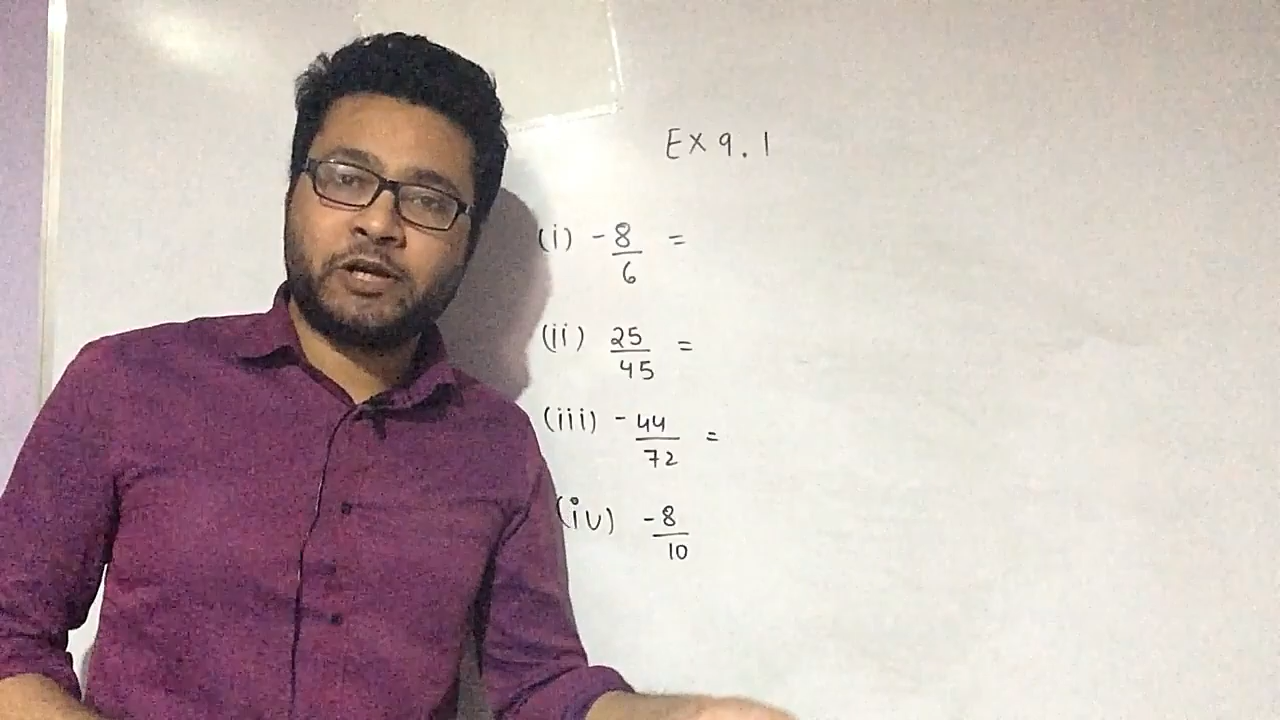 EX 9.1
(i) -8/6 =
(ii) 25/45 =
(iii) -44/72 =
(iv) -8/10